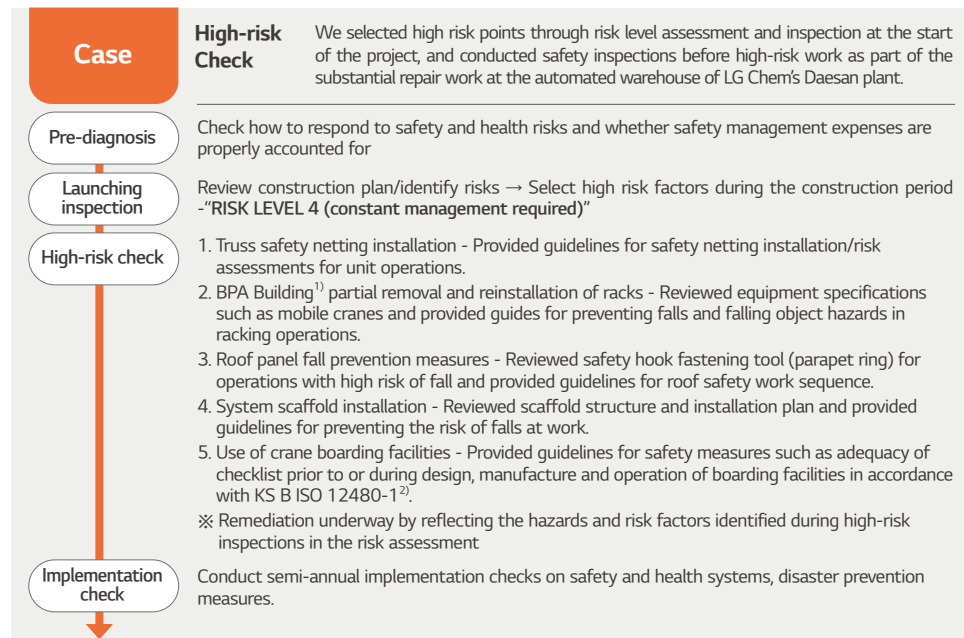 Case
High-risk
Check
We selected high risk points through risk level assessment and inspection at the start
of the project, and conducted safety inspections before high-risk work as part of the
substantial repair work at the automated warehouse of LG Chem's Daesan plant.
Pre-diagnosis
Check how to respond to safety and health risks and whether safety management expenses are
properly accounted for
Launching
inspection
Review construction plan/identify risks → Select high risk factors during the construction period
-“RISK LEVEL 4 (constant management required)”
High-risk check
1. Truss safety netting installation - Provided guidelines for safety netting installation/risk
assessments for unit operations.
2. BPA Building1) partial removal and reinstallation of racks - Reviewed equipment specifications
such as mobile cranes and provided guides for preventing falls and falling object hazards in
racking operations.
3. Roof panel fall prevention measures - Reviewed safety hook fastening tool (parapet ring) for
operations with high risk of fall and provided guidelines for roof safety work sequence.
4. System scaffold installation - Reviewed scaffold structure and installation plan and provided
guidelines for preventing the risk of falls at work.
5. Use of crane boarding facilities - Provided guidelines for safety measures such as adequacy of
checklist prior to or during design, manufacture and operation of boarding facilities in accordance
with KS B ISO 12480-12).
※ Remediation underway by reflecting the hazards and risk factors identified during high-risk
inspections in the risk assessment
Implementation
check
Conduct semi-annual implementation checks on safety and health systems, disaster prevention
measures.